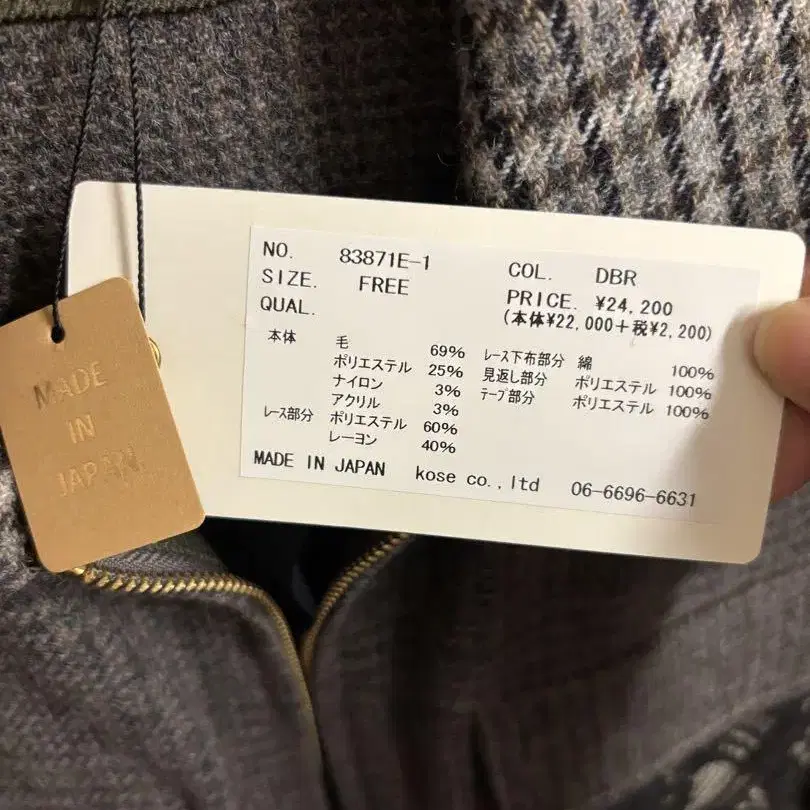 MADE
IN
JAPAN
NO. 83871E-1
SIZE. FREE
QUAL.
COL. DBR
PRICE. ¥24,200
(本体¥22,000+税¥2,200)
本体 毛 69%
ポリエステル 25%
ナイロン 3%
アクリル 3%
レース部分 ポリエステル 60%
レーヨン 40%
レース下布部分 綿 100%
見返し部分 ポリエステル 100%
テープ部分 ポリエステル 100%
MADE IN JAPAN kose co.,ltd 06-6696-6631